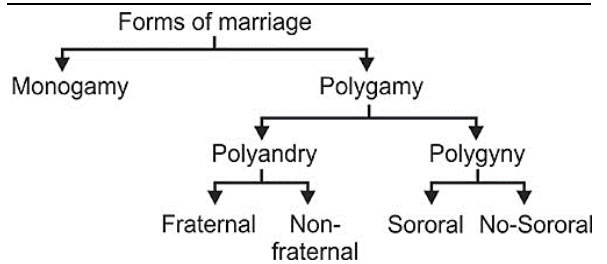 Forms of marriage
Monogamy Polygamy
Polyandry Polygyny
Fraternal Non- Sororal No-Sororal
fraternal